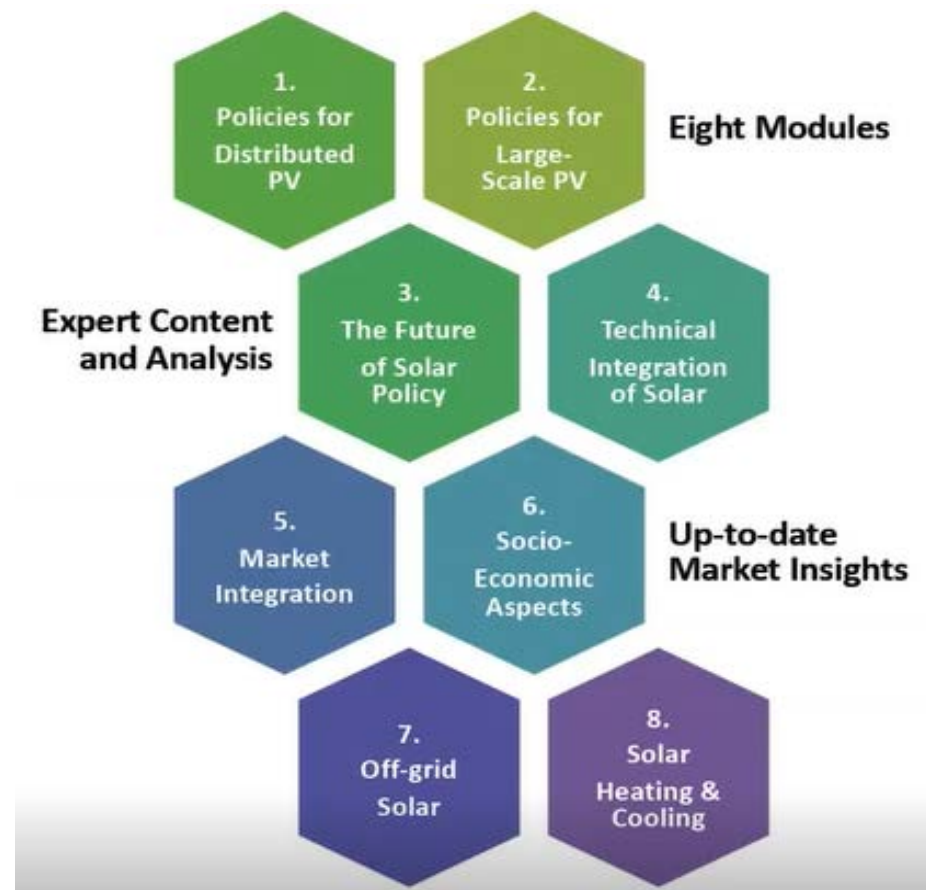 1.
Policies for
Distributed
PV
2.
Policies for
Large-
Scale PV
Eight Modules
Expert Content
and Analysis
3.
The Future
of Solar
Policy
4.
Technical
Integration
of Solar
5.
Market
Integration
6.
Socio-
Economic
Aspects
Up-to-date
Market Insights
7.
Off-grid
Solar
8.
Solar
Heating &
Cooling